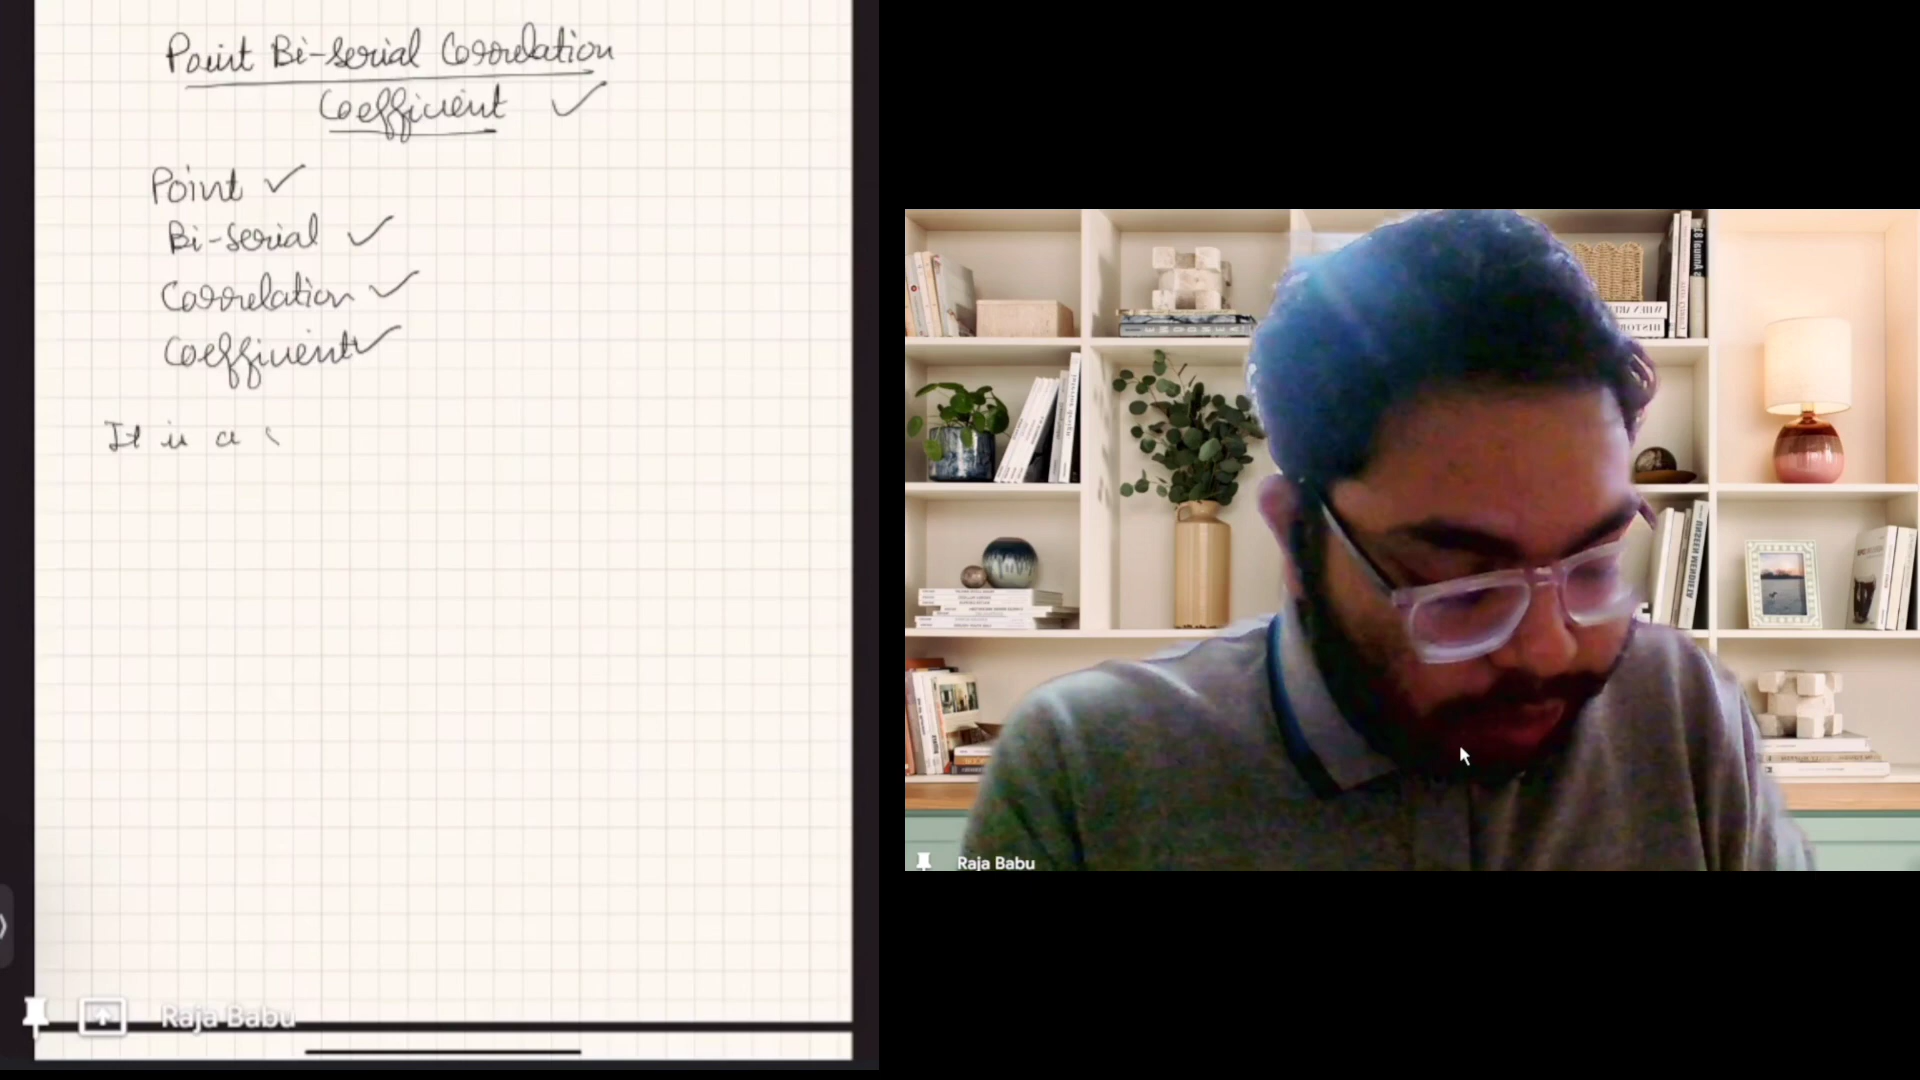 Point Bi-serial Correlation
Coefficient ✓
Point ✓
Bi-serial ✓
Correlation ✓
Coefficient ✓
It is a
Raja Babu
Raja Babu